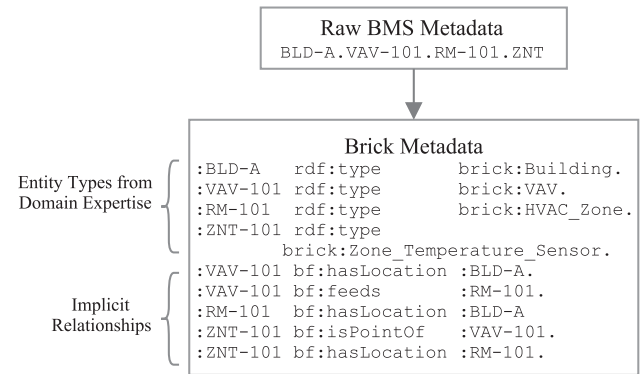 Raw BMS Metadata
BLD-A.VAV-101.RM-101.ZNT
Brick Metadata
Entity Types from
Domain Expertise
:BLD-A rdf:type brick:Building.
:VAV-101 rdf:type brick:VAV.
:RM-101 rdf:type brick:HVAC_Zone.
:ZNT-101 rdf:type
brick:Zone_Temperature_Sensor.
Implicit
Relationships
:VAV-101 bf:hasLocation :BLD-A.
:VAV-101 bf:feeds :RM-101.
:RM-101 bf:hasLocation :BLD-A
:ZNT-101 bf:isPointOf :VAV-101.
:ZNT-101 bf:hasLocation :RM-101.